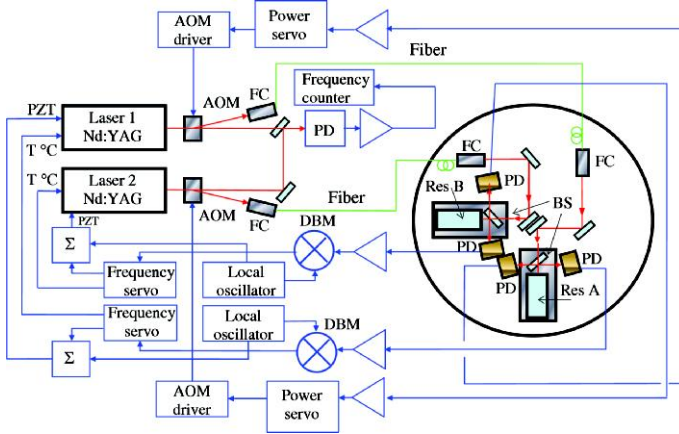 AOM
driver
Power
servo
Fiber
PZT
Laser 1
Nd:YAG
AOM
FC
Frequency
counter
PD
T °C
FC
PD
FC
Laser 2
Nd:YAG
AOM
FC
Fiber
Res B
BS
PZT
DBM
PD
Σ
Frequency
servo
Local
oscillator
PD
PD
Res A
Frequency
servo
Local
oscillator
DBM
Σ
AOM
driver
Power
servo